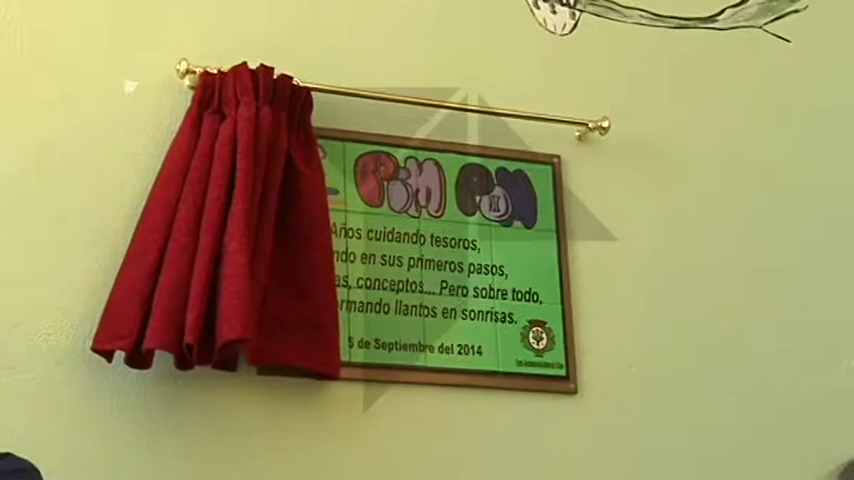 PiM PoM
Años cuidando tesoros,
ndo en sus primeros pasos,
as, conceptos.... Pero sobre todo,
rmando llantos en sonrisas.
5 de Septiembre del 2014